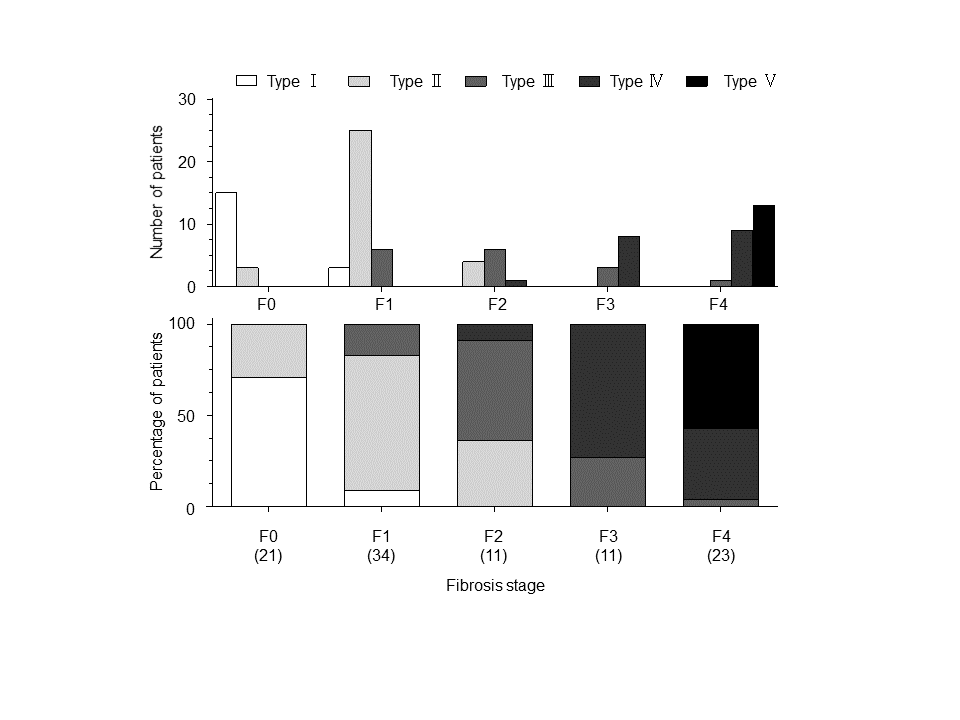 Type Ⅰ Type Ⅱ Type Ⅲ Type Ⅳ Type Ⅴ
Number of patients
30
20
10
0
F0 F1 F2 F3 F4
Percentage of patients
100
50
0
F0 F1 F2 F3 F4
(21) (34) (11) (11) (23)
Fibrosis stage